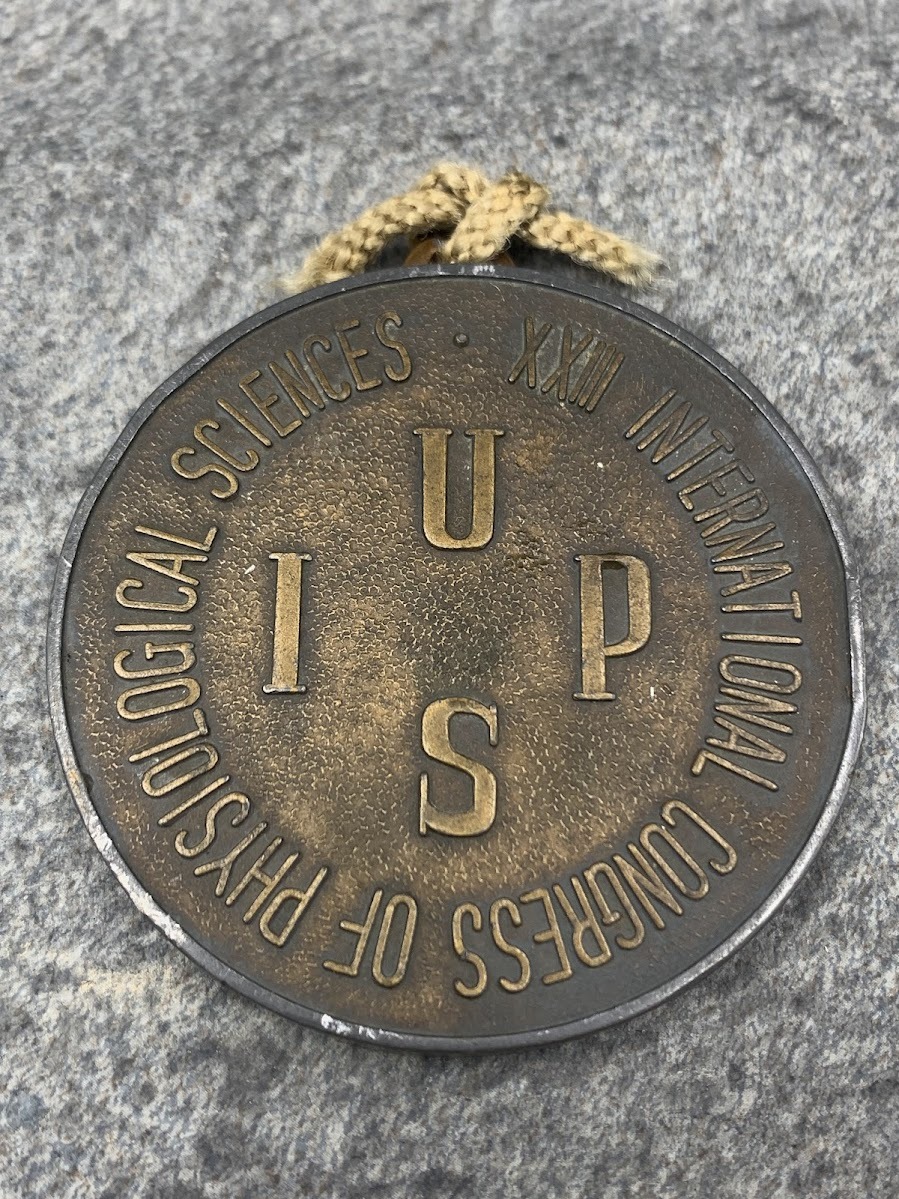 XXIII INTERNATIONAL CONGRESS OF PHYSIOLOGICAL SCIENCES ·
U
I P
S